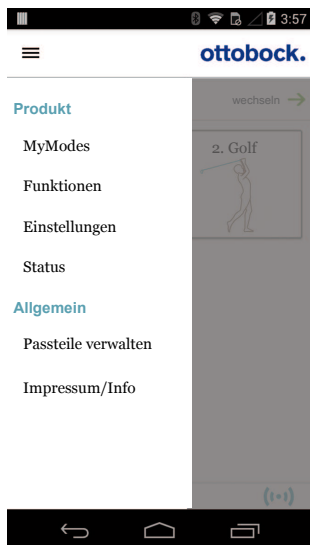 3:57
ottobock.
Produkt
wechseln
MyModes
2. Golf
Funktionen
Einstellungen
Status
Allgemein
Passteile verwalten
Impressum/Info